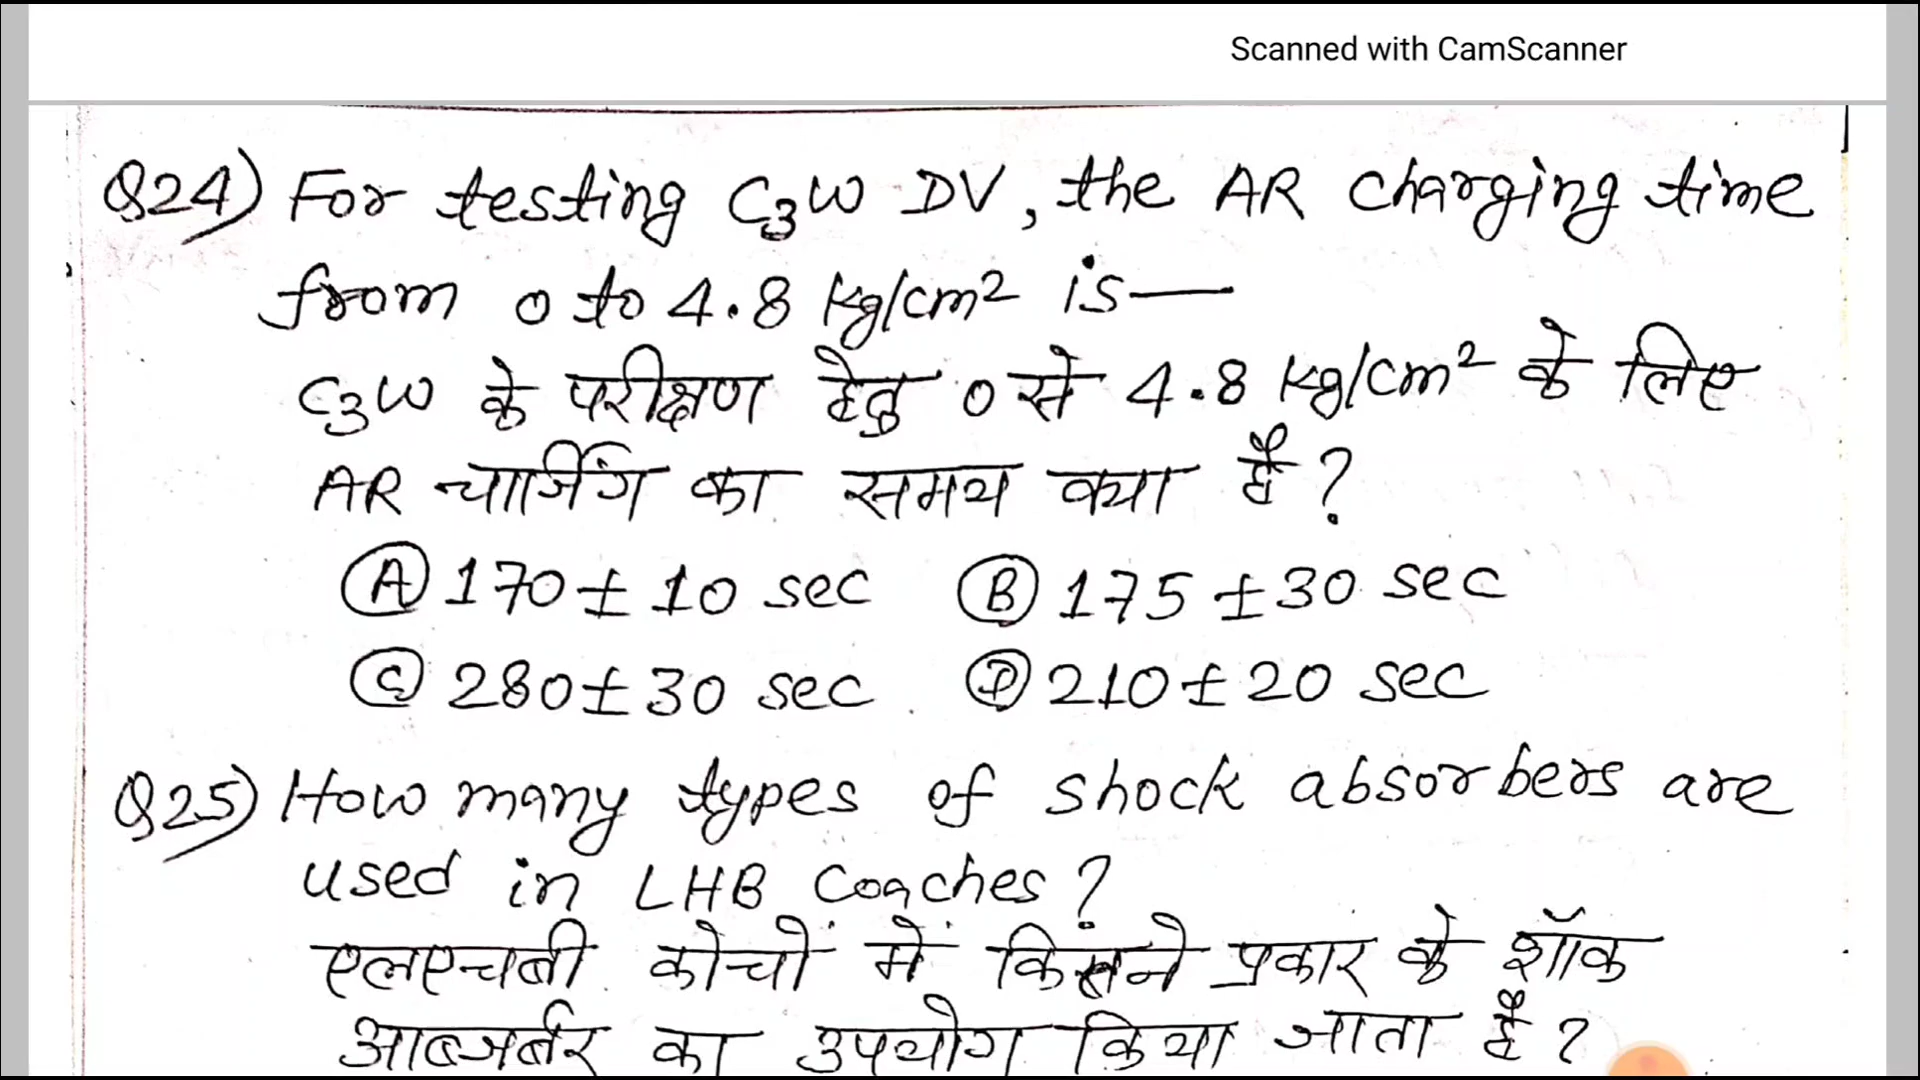 Scanned with CamScanner
Q24) For testing C3W DV, the AR charging time
from 0 to 4.8 kg/cm² is—
C3W के परीक्षण हेतु 0 से 4.8 kg/cm² के लिए
AR चार्जिंग का समय क्या है?
(A) 170 ± 10 sec (B) 175 ± 30 sec
(C) 280 ± 30 sec (D) 210 ± 20 sec
Q25) How many types of shock absorbers are
used in LHB Coaches?
एलएचबी कोचों में कितने प्रकार के शॉक
आब्जर्बर का उपयोग किया जाता है?